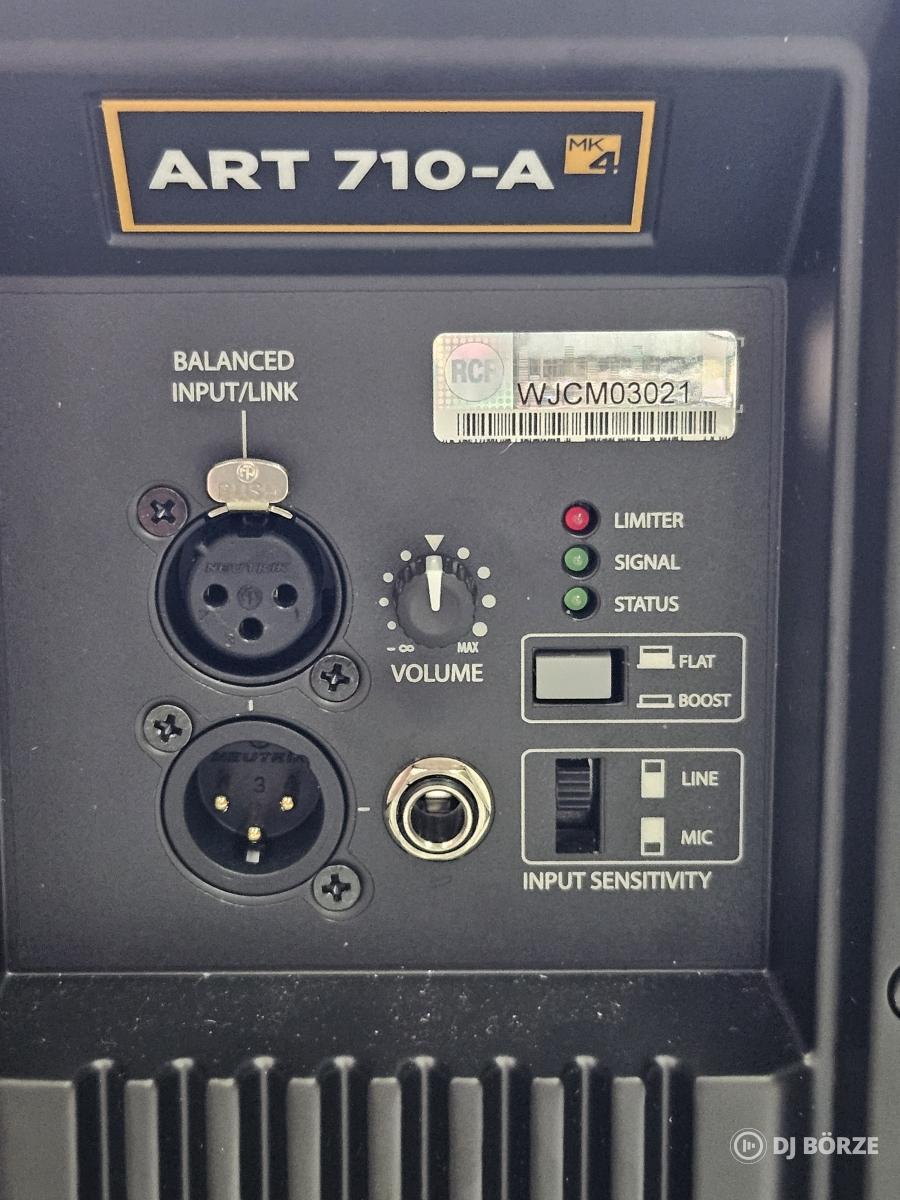 ART 710-A MK 4
BALANCED
INPUT/LINK
RCF
WJCM03021
PUSH
NEUTRIK
LIMITER
SIGNAL
STATUS
- ∞ MAX
VOLUME
FLAT
BOOST
NEUTRIK
3
LINE
MIC
INPUT SENSITIVITY
DJ BÖRZE